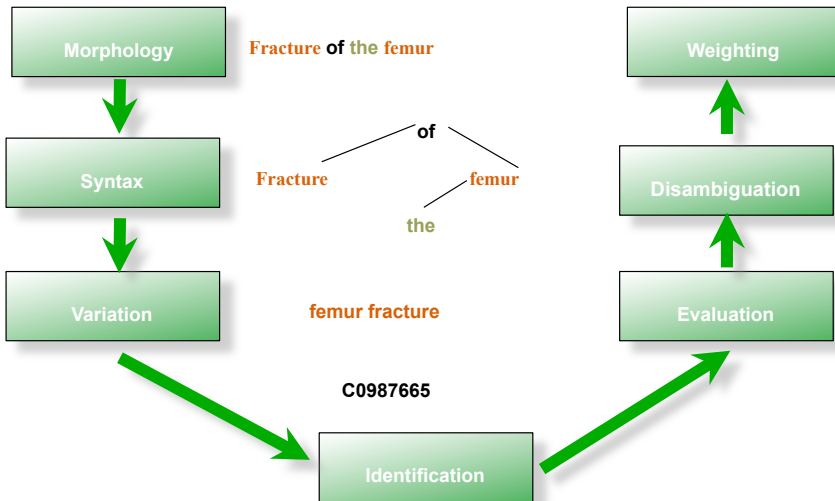 Morphology
Fracture of the femur
Weighting
of
Syntax
Fracture
femur
Disambiguation
the
Variation
femur fracture
Evaluation
C0987665
Identification